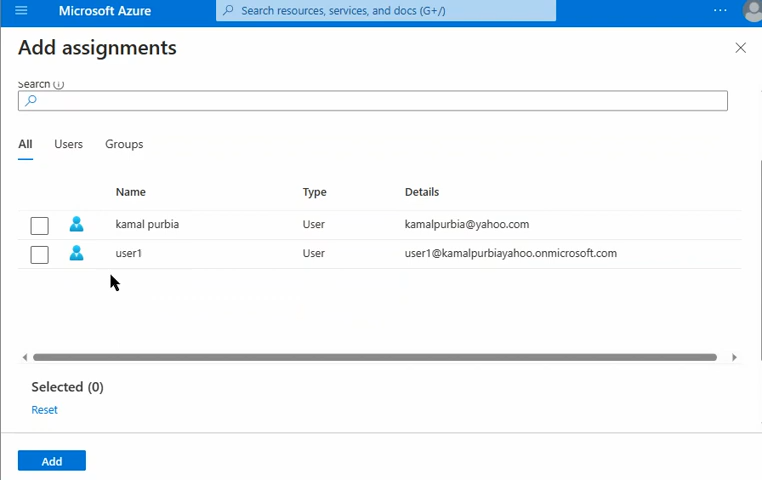 Microsoft Azure
Search resources, services, and docs (G+/)
Add assignments
Search
All Users Groups
Name Type Details
kamal purbia User kamalpurbia@yahoo.com
user1 User user1@kamalpurbiayahoo.onmicrosoft.com
Selected (0)
Reset
Add